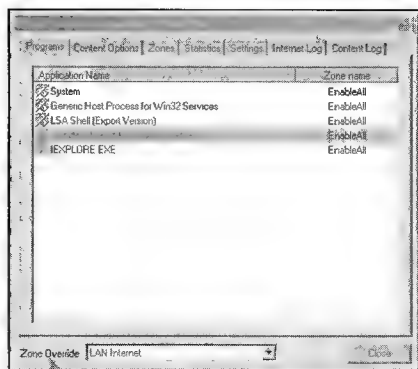 Programs Content Options Zones Statistics Settings Internet Log Content Log
Application Name Zone name
System EnableAll
Generic Host Process for Win32 Services EnableAll
LSA Shell (Export Version) EnableAll
EnableAll
IEXPLORE EXE EnableAll
Zone Override LAN Internet Close